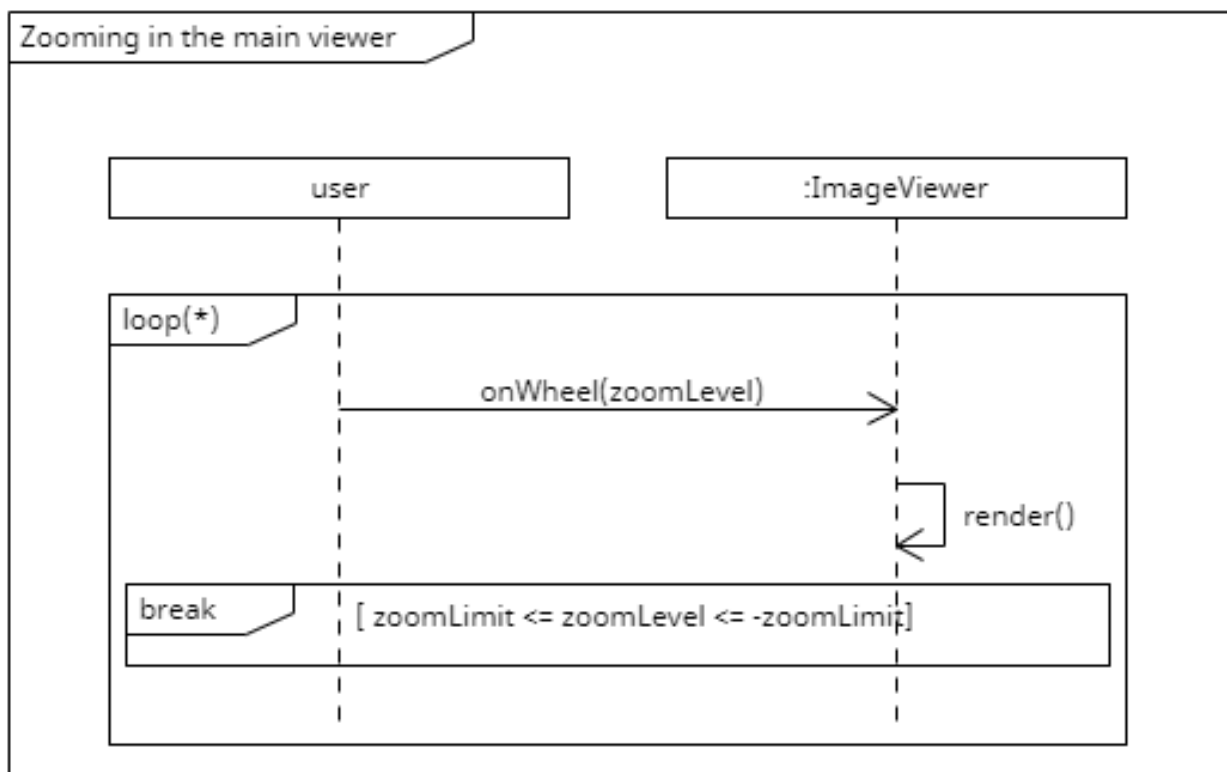 Zooming in the main viewer
user
:ImageViewer
loop(*)
onWheel(zoomLevel)
render()
break
[ zoomLimit <= zoomLevel <= -zoomLimit]